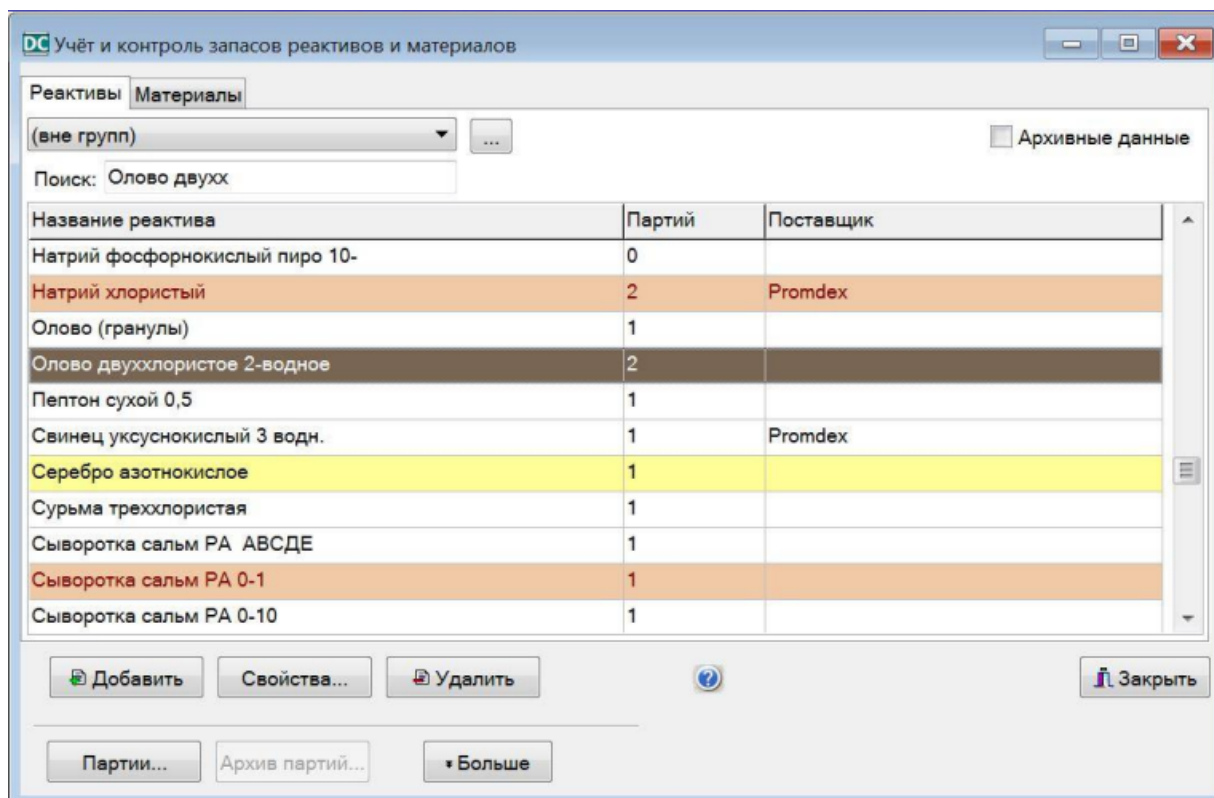 DC Учёт и контроль запасов реактивов и материалов
Реактивы Материалы
(вне групп) ... Архивные данные
Поиск: Олово двухх
Название реактива Партий Поставщик
Натрий фосфорнокислый пиро 10- 0
Натрий хлористый 2 Promdex
Олово (гранулы) 1
Олово двуххлористое 2-водное 2
Пептон сухой 0,5 1
Свинец уксуснокислый 3 водн. 1 Promdex
Серебро азотнокислое 1
Сурьма треххлористая 1
Сыворотка сальм РА АВСДЕ 1
Сыворотка сальм РА 0-1 1
Сыворотка сальм РА 0-10 1
Добавить Свойства... Удалить ? Закрыть
Партии... Архив партий... Больше